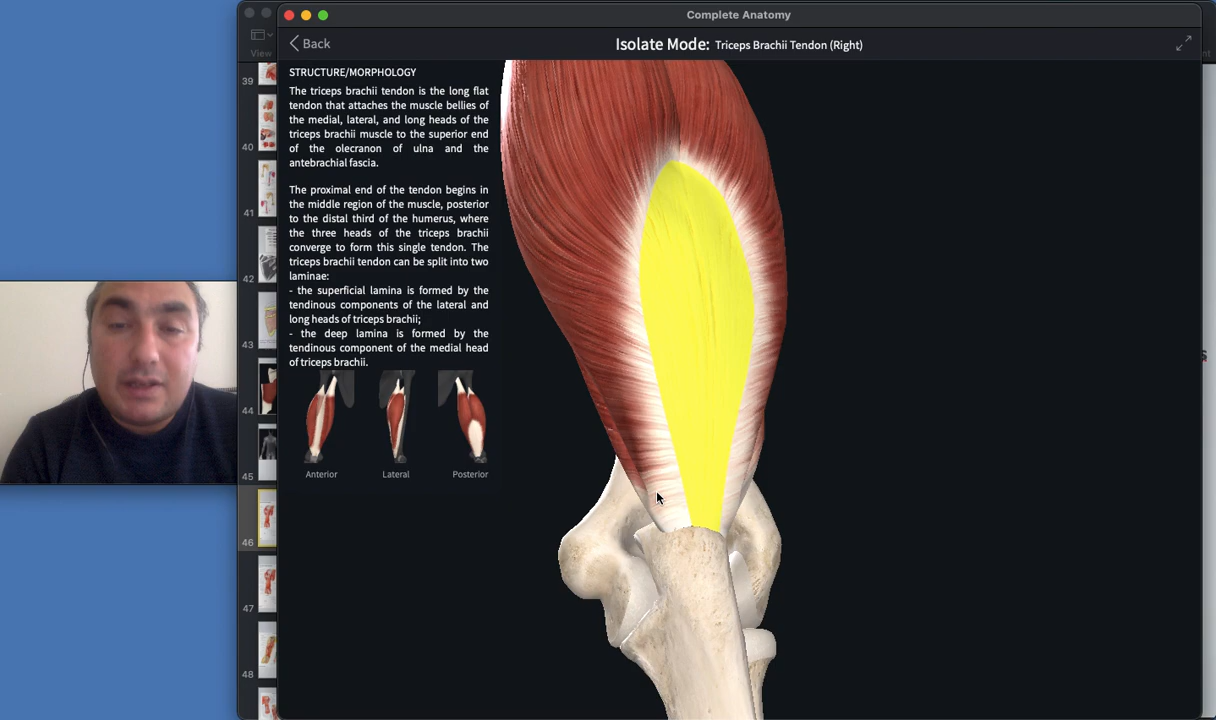 Complete Anatomy
View
Back
Isolate Mode: Triceps Brachii Tendon (Right)
STRUCTURE/MORPHOLOGY
The triceps brachii tendon is the long flat
tendon that attaches the muscle bellies of
the medial, lateral, and long heads of the
triceps brachii muscle to the superior end
of the olecranon of ulna and the
antebrachial fascia.
The proximal end of the tendon begins in
the middle region of the muscle, posterior
to the distal third of the humerus, where
the three heads of the triceps brachii
converge to form this single tendon. The
triceps brachii tendon can be split into two
laminae:
- the superficial lamina is formed by the
tendinous components of the lateral and
long heads of triceps brachii;
- the deep lamina is formed by the
tendinous component of the medial head
of triceps brachii.
Anterior
Lateral
Posterior
39
40
41
42
43
44
45
46
47
48